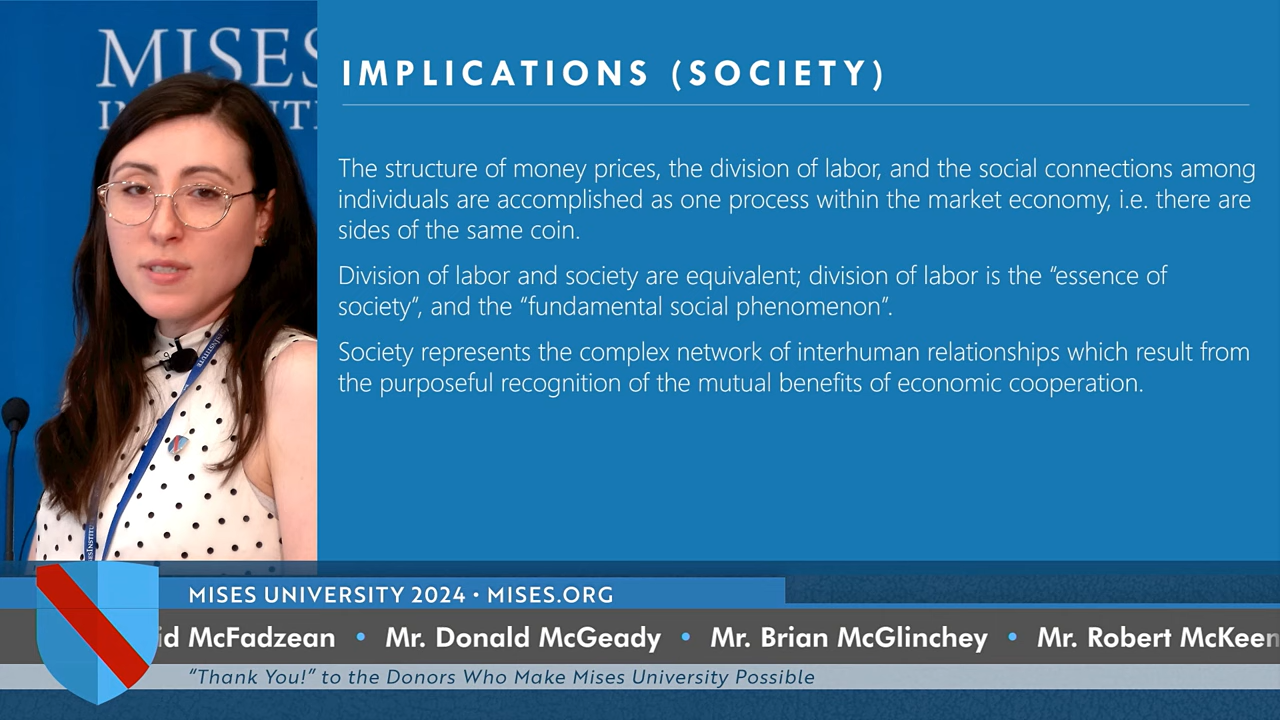 MISES
IMPLICATIONS (SOCIETY)
The structure of money prices, the division of labor, and the social connections among
individuals are accomplished as one process within the market economy, i.e. there are
sides of the same coin.
Division of labor and society are equivalent; division of labor is the “essence of
society”, and the “fundamental social phenomenon”.
Society represents the complex network of interhuman relationships which result from
the purposeful recognition of the mutual benefits of economic cooperation.
MISES UNIVERSITY 2024 • MISES.ORG
id McFadzean • Mr. Donald McGeady • Mr. Brian McGlinchey • Mr. Robert McKeen
“Thank You!” to the Donors Who Make Mises University Possible